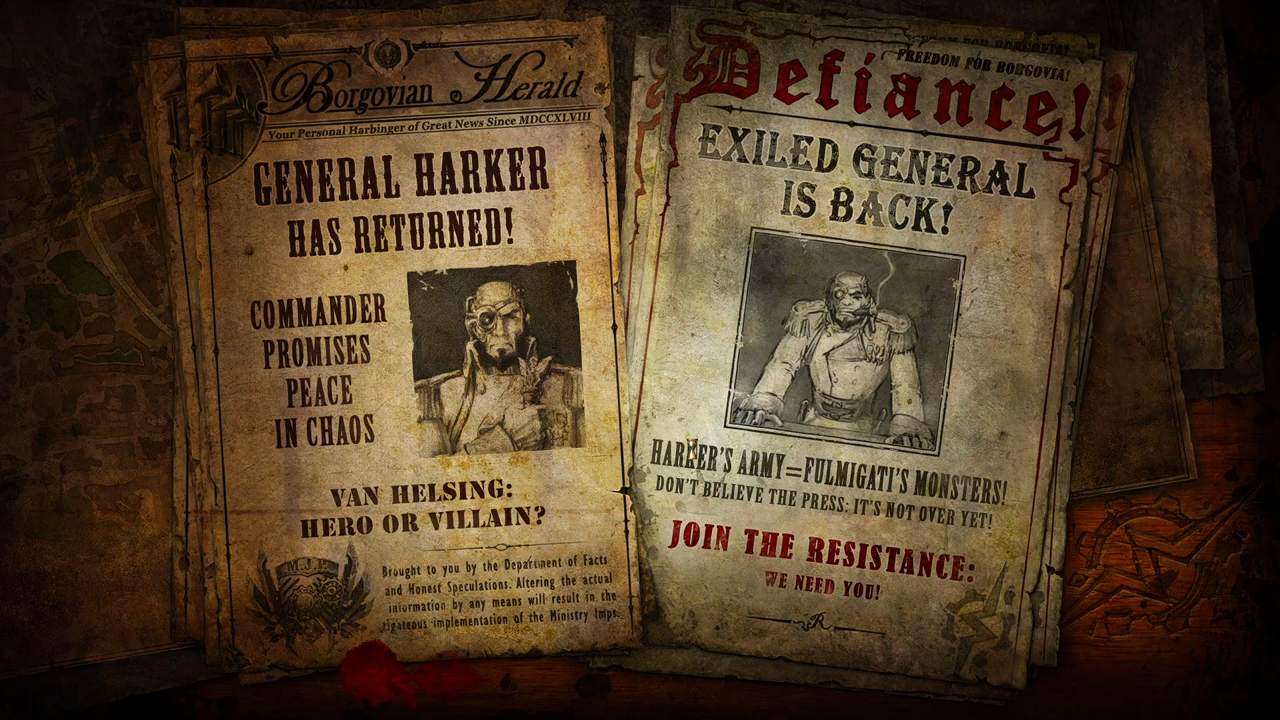 Borgovian Herald
Your Personal Harbinger of Great News Since MDCCXLVIII
GENERAL HARKER
HAS RETURNED!
COMMANDER
PROMISES
PEACE
IN CHAOS
VAN HELSING:
HERO OR VILLAIN?
M.J.F.
Brought to you by the Department of Facts
and Honest Speculations. Altering the actual
information by any means will result in the
rigateous implementation of the Ministry Imps.
FREEDOM FOR BORGOVIA!
FREEDOM FOR BORGOVIA!
Defiance!
EXILED GENERAL
IS BACK!
HARKER'S ARMY=FULMIGATI'S MONSTERS!
DON'T BELIEVE THE PRESS: IT'S NOT OVER YET!
JOIN THE RESISTANCE:
WE NEED YOU!
R